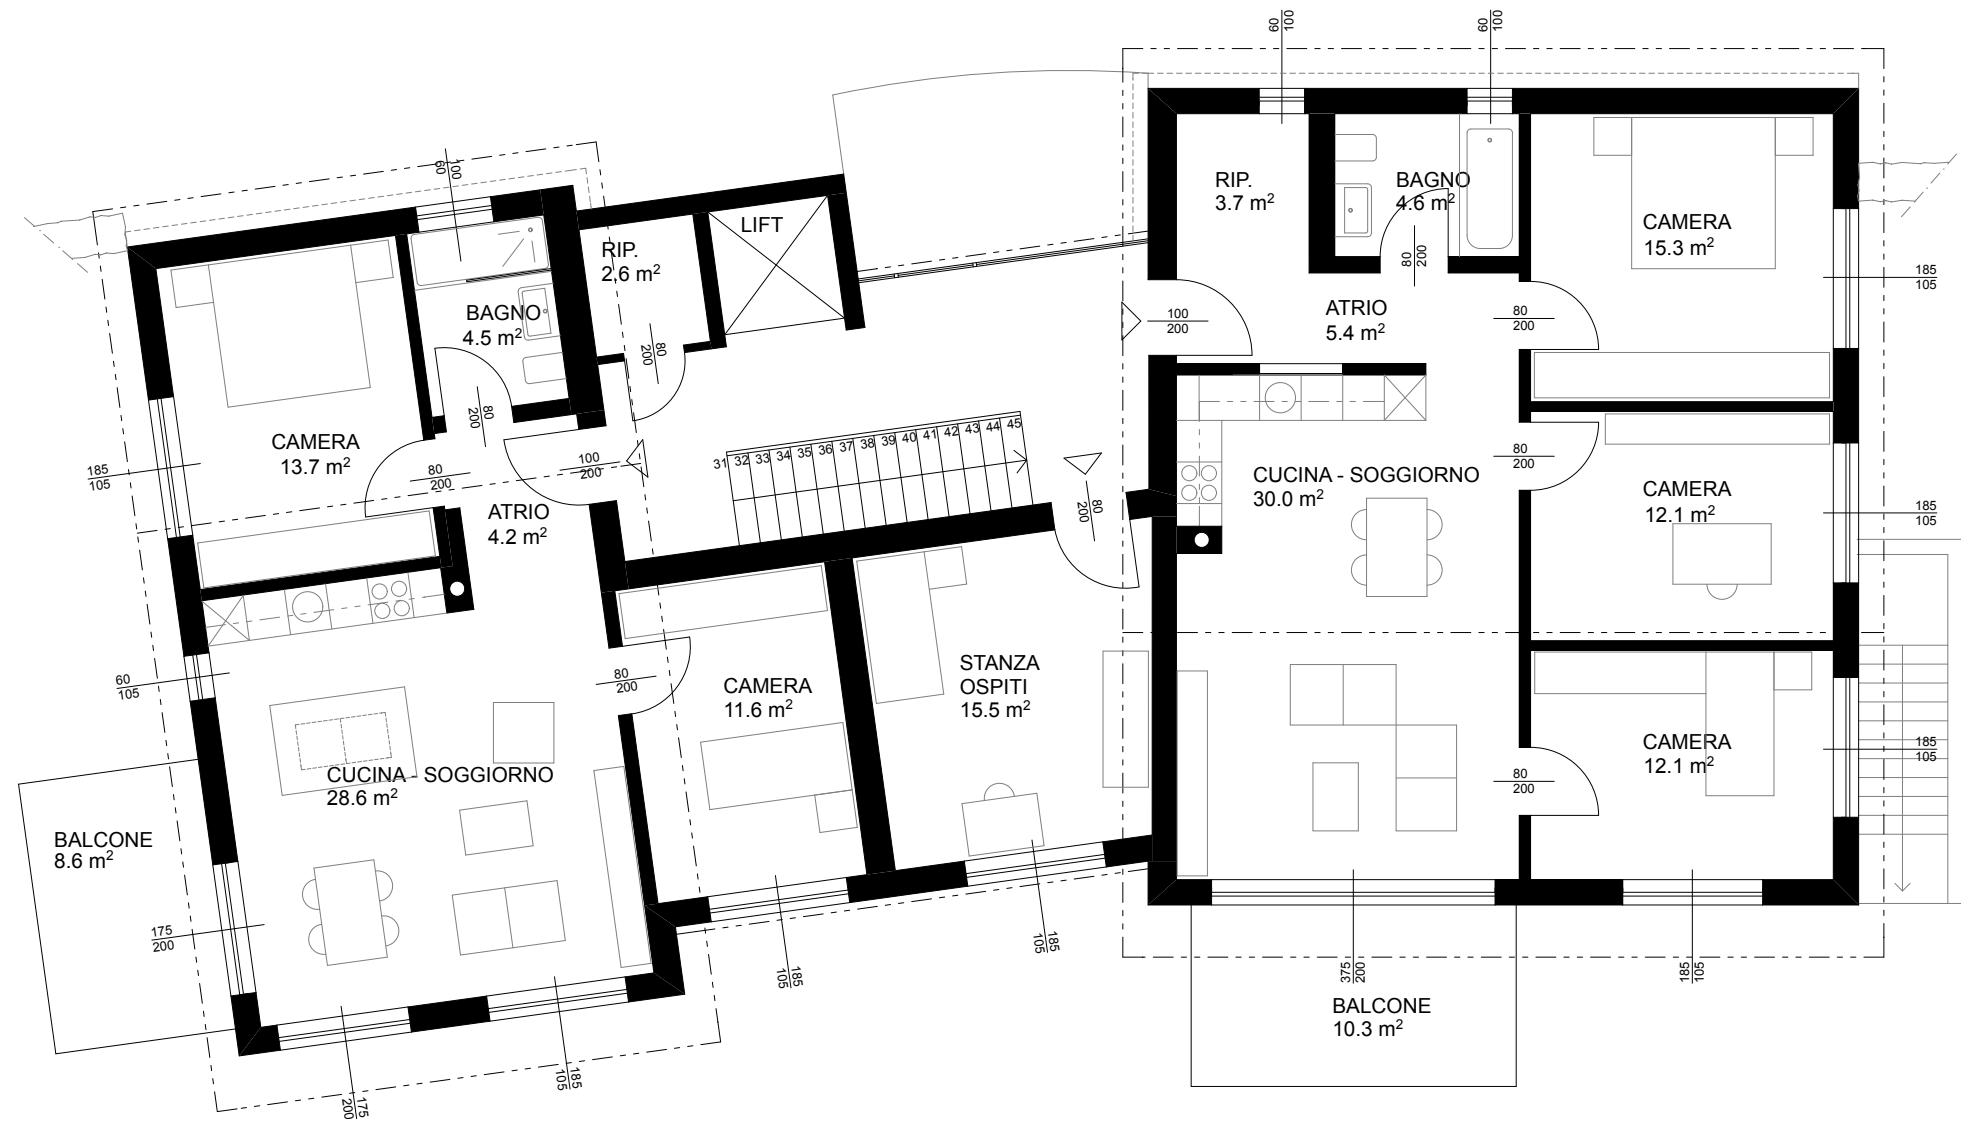 60
100
60
100
100
60
RIP.
3.7 m²
BAGNO
4.6 m²
CAMERA
15.3 m²
LIFT
RIP.
2.6 m²
80
200
185
105
BAGNO
4.5 m²
ATRIO
5.4 m²
100
200
80
200
80
200
80
200
CAMERA
13.7 m²
185
105
80
200
100
200
31 32 33 34 35 36 37 38 39 40 41 42 43 44 45
80
200
80
200
CUCINA - SOGGIORNO
30.0 m²
CAMERA
12.1 m²
185
105
ATRIO
4.2 m²
60
105
80
200
CAMERA
11.6 m²
STANZA
OSPITI
15.5 m²
CAMERA
12.1 m²
185
105
80
200
CUCINA - SOGGIORNO
28.6 m²
BALCONE
8.6 m²
175
200
185
105
185
105
375
200
185
105
BALCONE
10.3 m²
175
200
185
105